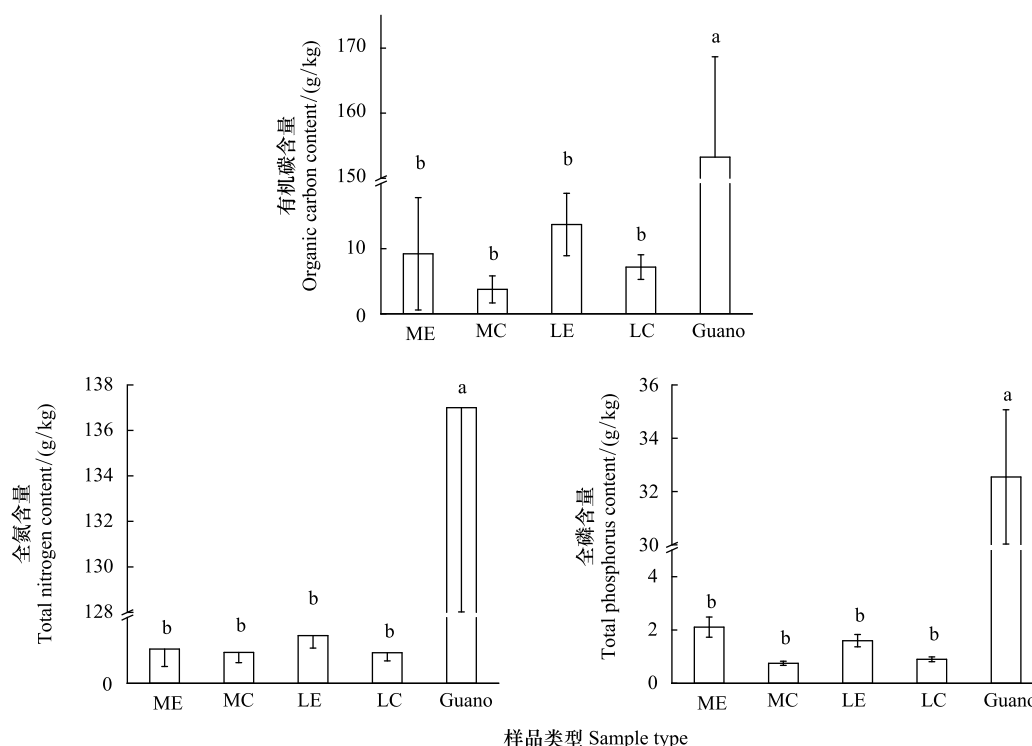 有机碳含量
Organic carbon content/(g/kg)
170
160
150
10
0
b
b
b
b
a
ME
MC
LE
LC
Guano
全氮含量
Total nitrogen content/(g/kg)
138
136
134
132
130
128
0
b
b
b
b
a
ME
MC
LE
LC
Guano
全磷含量
Total phosphorus content/(g/kg)
36
34
32
30
4
2
0
b
b
b
b
a
ME
MC
LE
LC
Guano
样品类型 Sample type